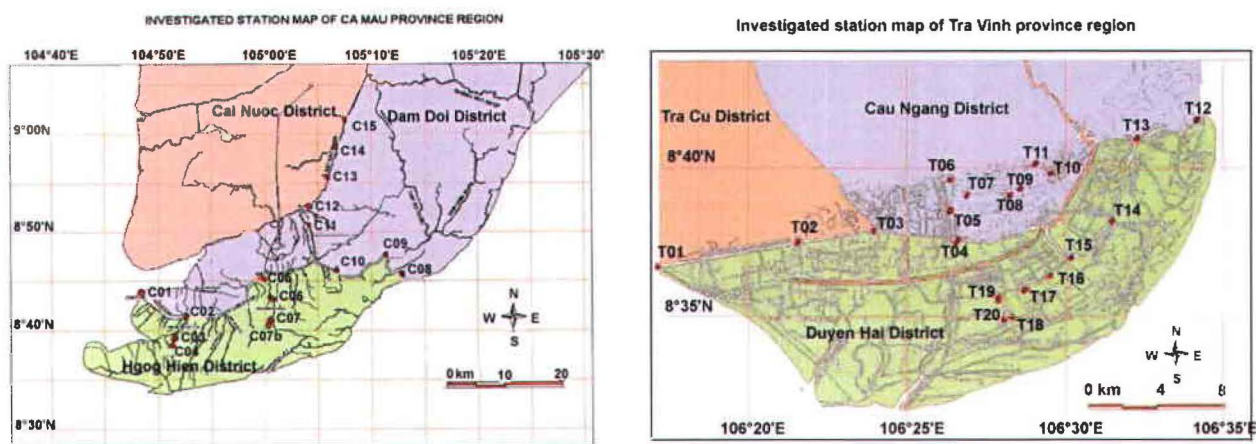 INVESTIGATED STATION MAP OF CA MAU PROVINCE REGION
104°40'E 104°50'E 105°0'E 105°10'E 105°20'E 105°30'E
Cai Nuoc District
Dam Doi District
9°00'N
C15
C14
C13
C12
C11
8°50'N
C09
C10
C08
C06
C01
C06
C02
C07
C07b
8°40'N
C03
C04
Hgog Hien District
N
W E
S
0 km 10 20
8°30'N
Investigated station map of Tra Vinh province region
Tra Cu District
Cau Ngang District
T12
T13
8°40'N
T11
T10
T06
T09
T07
T08
T05
T14
T02
T03
T04
T15
T01
T16
8°35'N
T19
T17
T20
T18
Duyen Hai District
N
W E
S
0 km 4 8
106°20'E 106°25'E 106°30'E 106°35'E